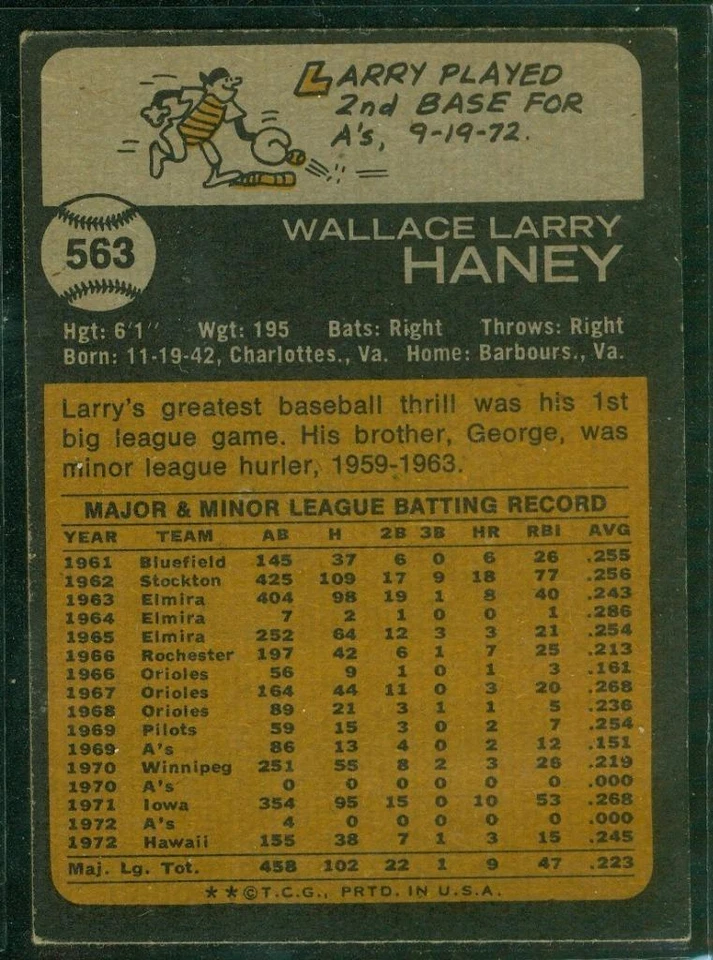 LARRY PLAYED
2nd BASE FOR
A's, 9-19-72.
563
WALLACE LARRY
HANEY
Hgt: 6'1" Wgt: 195 Bats: Right Throws: Right
Born: 11-19-42, Charlottes., Va. Home: Barbours., Va.
Larry's greatest baseball thrill was his 1st
big league game. His brother, George, was
minor league hurler, 1959-1963.
MAJOR & MINOR LEAGUE BATTING RECORD
YEAR TEAM AB H 2B 3B HR RBI AVG
1961 Bluefield 145 37 6 0 6 26 .255
1962 Stockton 425 109 17 9 18 77 .256
1963 Elmira 404 98 19 1 8 40 .243
1964 Elmira 7 2 1 0 0 1 .286
1965 Elmira 252 64 12 3 3 21 .254
1966 Rochester 197 42 6 1 7 25 .213
1966 Orioles 56 9 1 0 1 3 .161
1967 Orioles 164 44 11 0 3 20 .268
1968 Orioles 89 21 3 1 1 5 .236
1969 Pilots 59 15 3 0 2 7 .254
1969 A's 86 13 4 0 2 12 .151
1970 Winnipeg 251 55 8 2 3 26 .219
1970 A's 0 0 0 0 0 0 .000
1971 Iowa 354 95 15 0 10 53 .268
1972 A's 4 0 0 0 0 0 .000
1972 Hawaii 155 38 7 1 3 15 .245
Maj. Lg. Tot. 458 102 22 1 9 47 .223
**©T.C.G., PRTD. IN U.S.A.